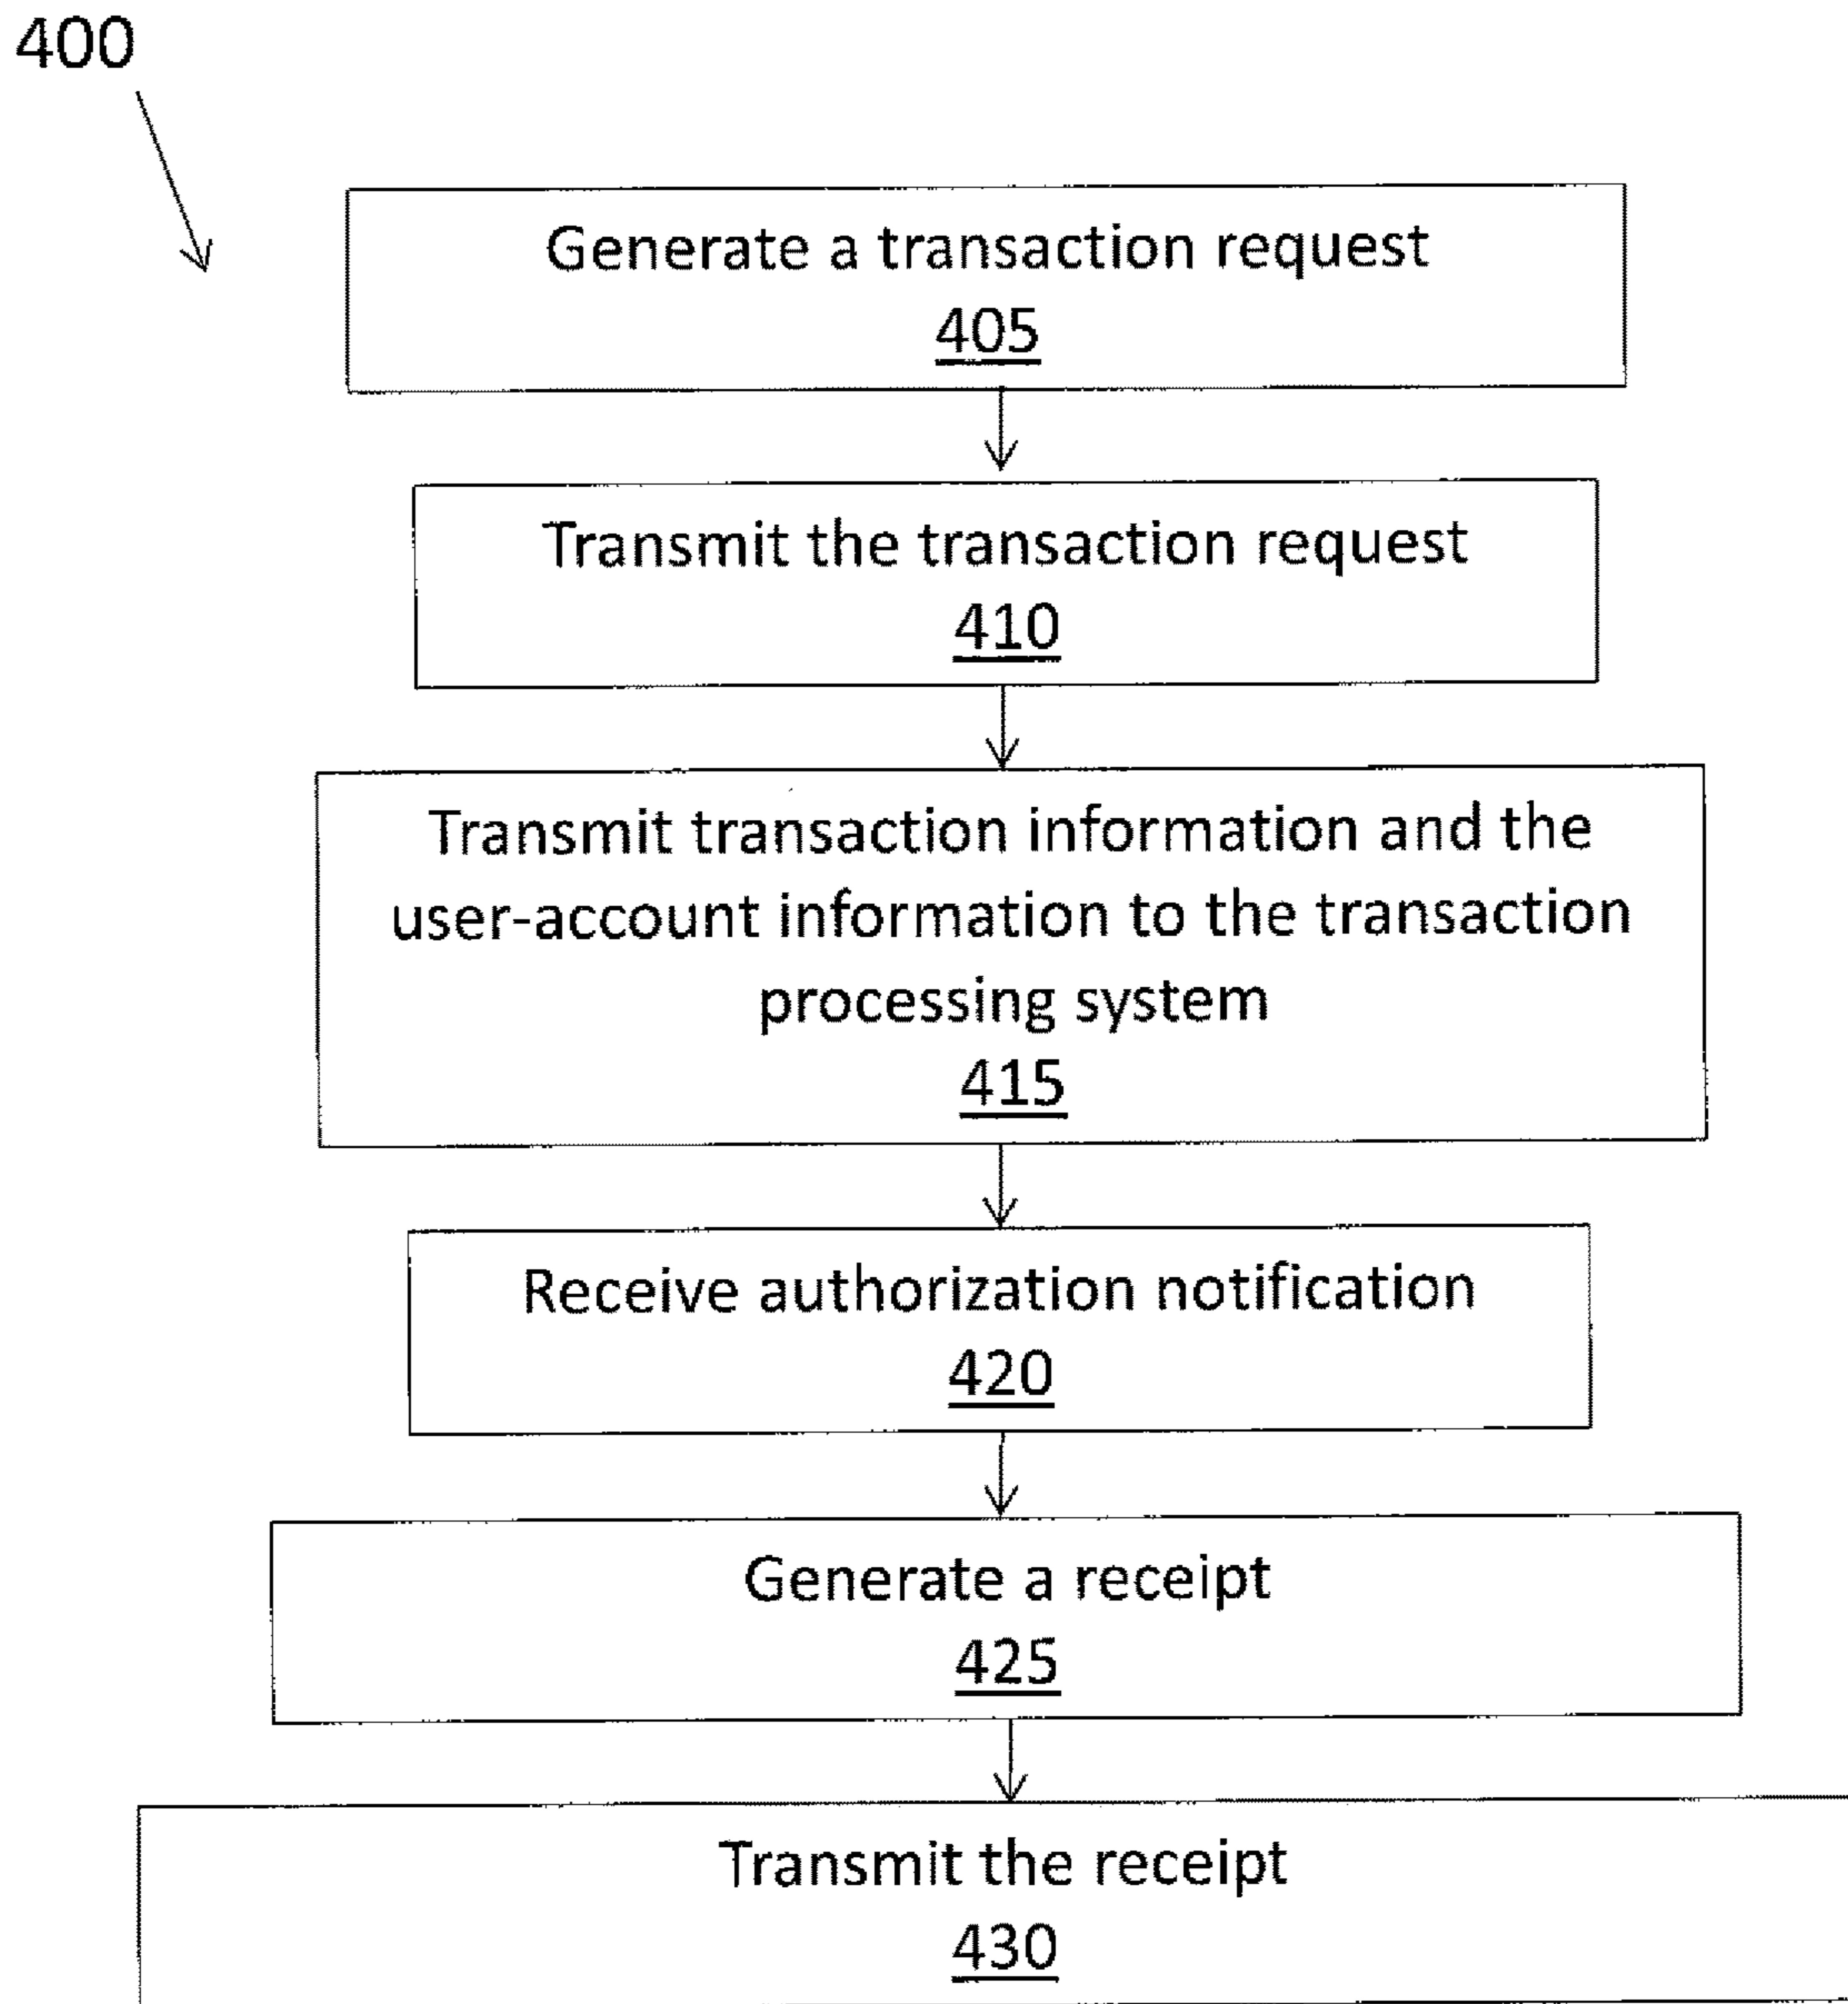 400
Generate a transaction request
405
Transmit the transaction request
410
Transmit transaction information and the
user-account information to the transaction
processing system
415
Receive authorization notification
420
Generate a receipt
425
Transmit the receipt
430